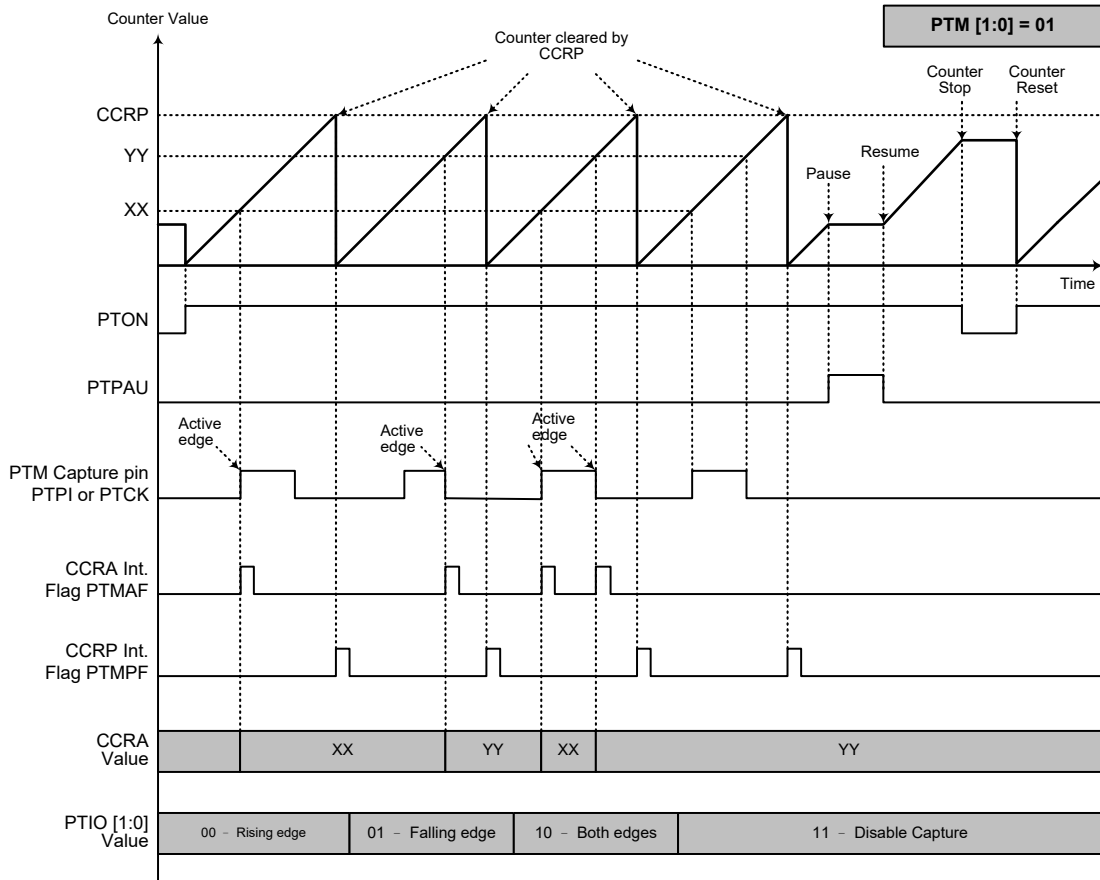 Counter Value
PTM [1:0] = 01
Counter cleared by
CCRP
Counter
Stop
Counter
Reset
CCRP
YY
Pause
Resume
XX
Time
PTON
PTPAU
Active
edge
Active
edge
Active
edge
PTM Capture pin
PTPI or PTCK
CCRA Int.
Flag PTMAF
CCRP Int.
Flag PTMPF
CCRA
Value
XX
YY
XX
YY
PTIO [1:0]
Value
00 – Rising edge
01 – Falling edge
10 – Both edges
11 – Disable Capture